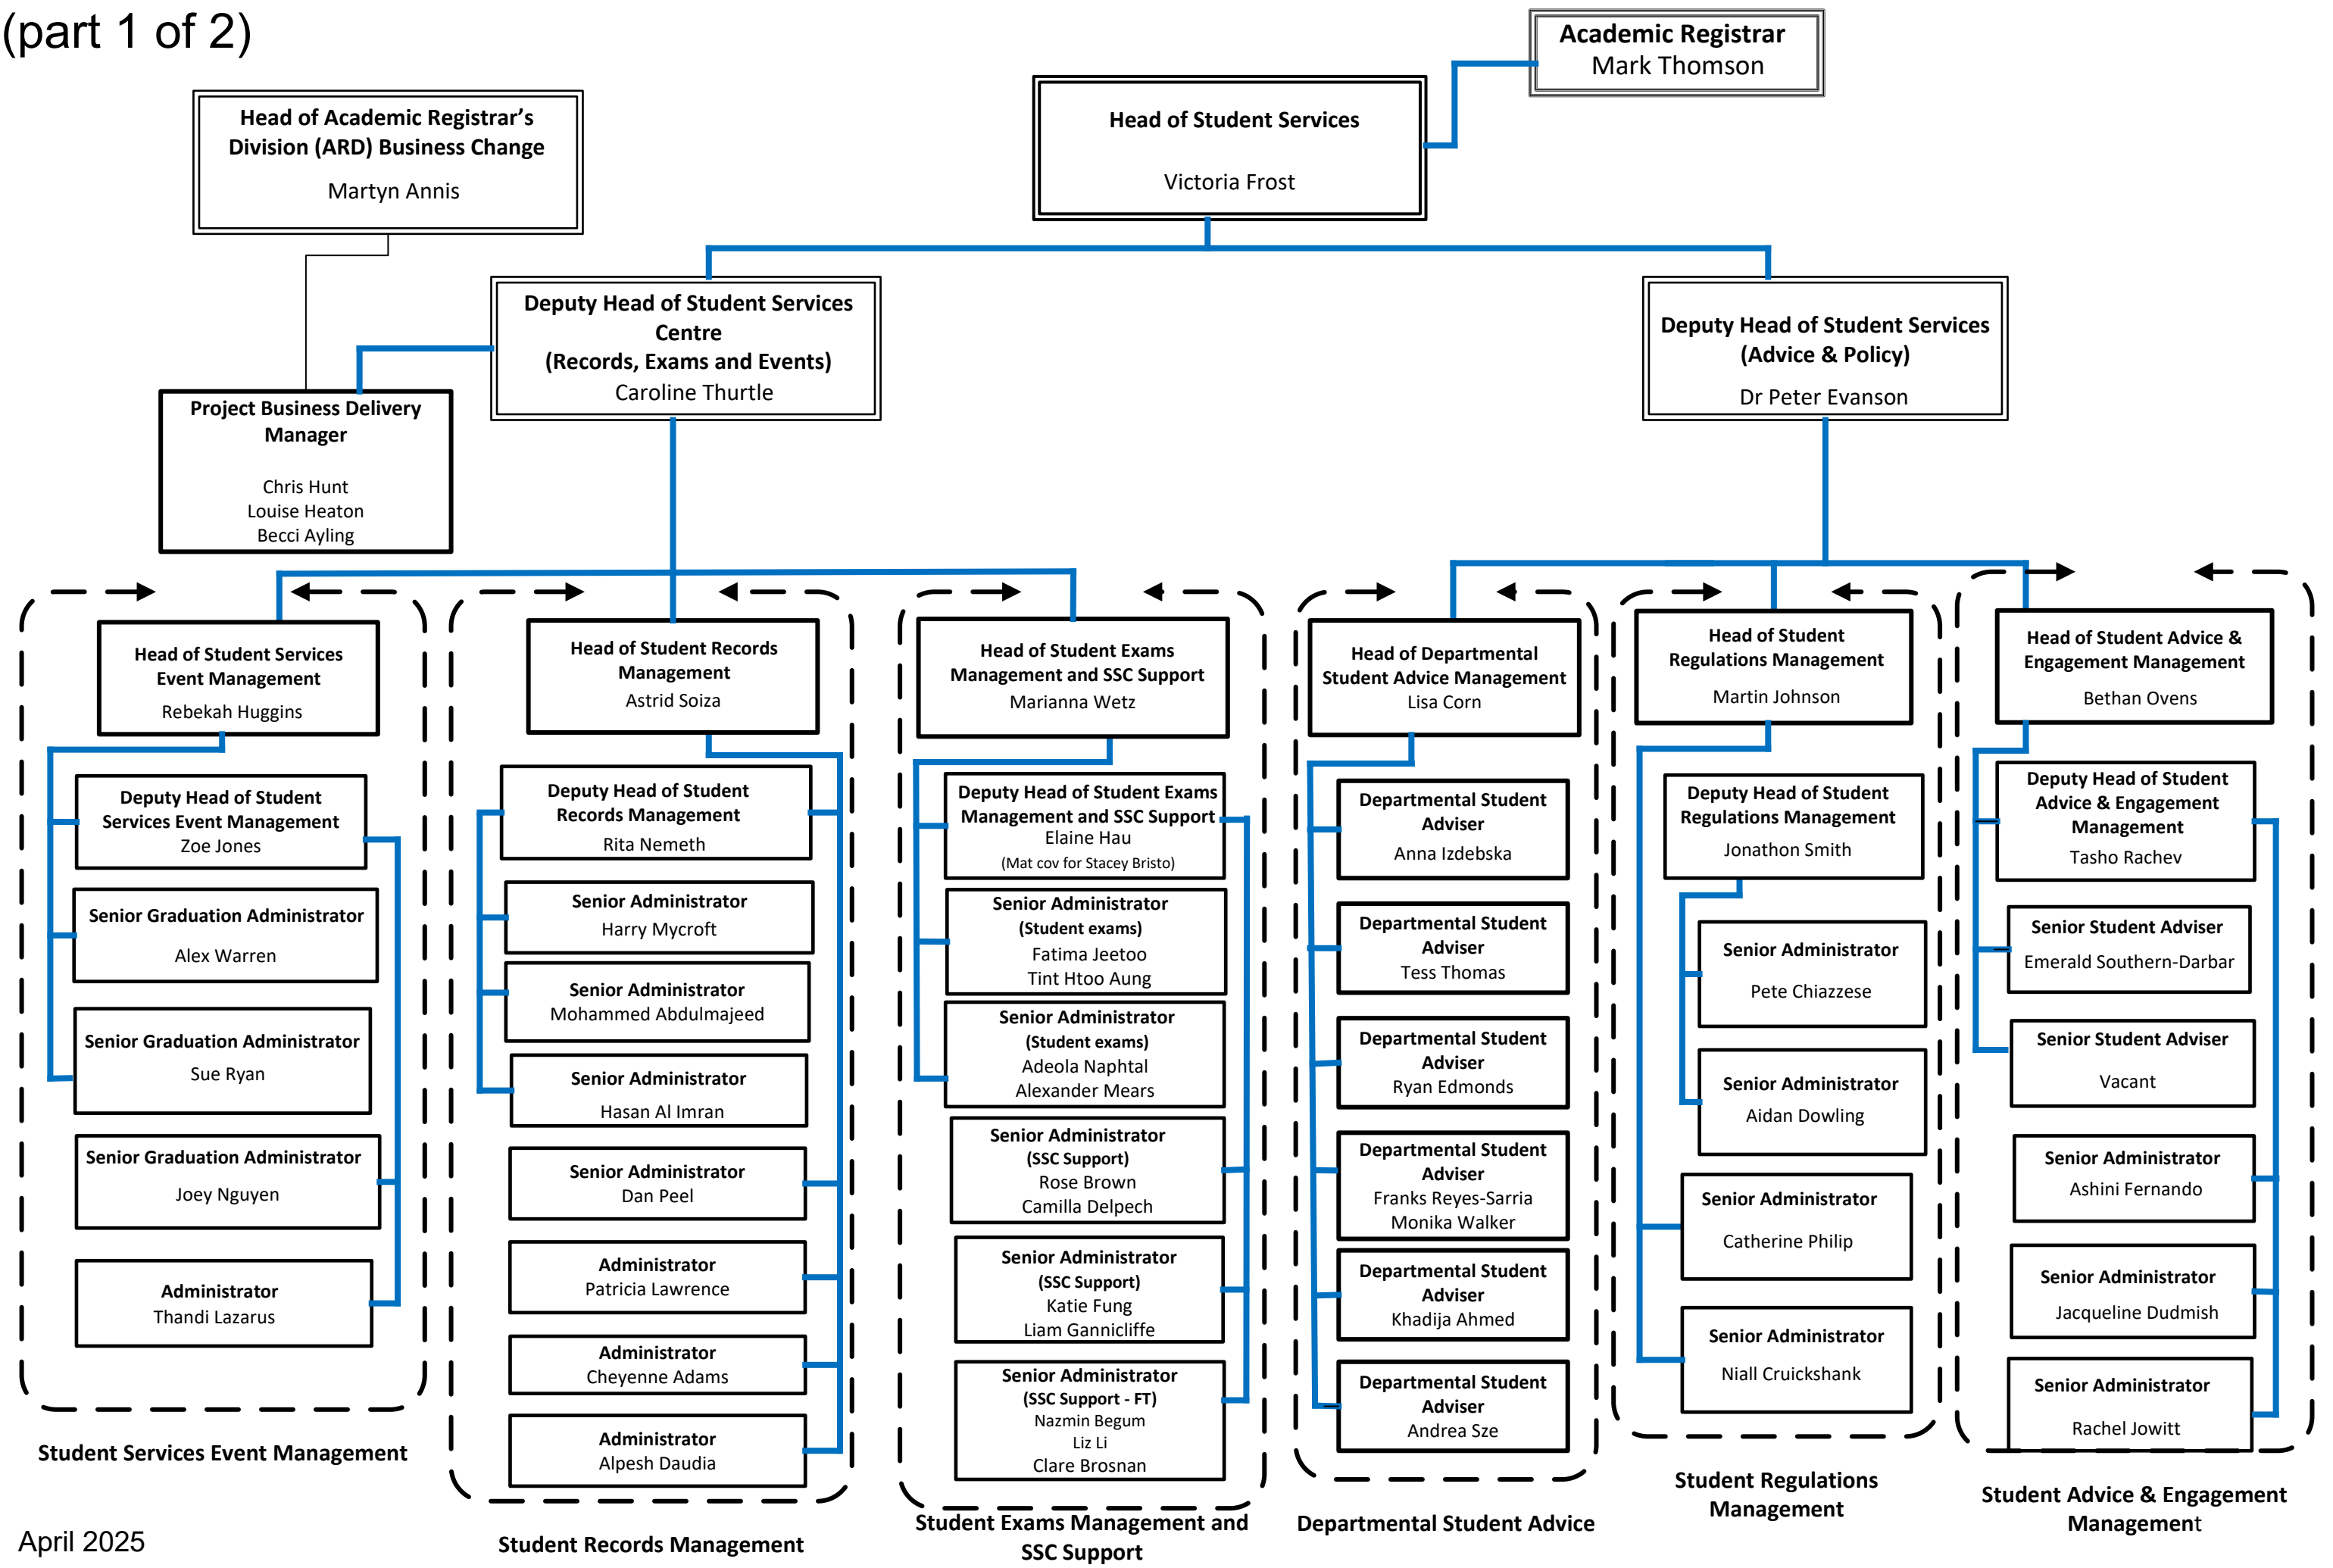 (part 1 of 2)
Academic Registrar
Mark Thomson
Head of Student Services
Victoria Frost
Head of Academic Registrar’s
Division (ARD) Business Change
Martyn Annis
Deputy Head of Student Services
Centre
(Records, Exams and Events)
Caroline Thurtle
Deputy Head of Student Services
(Advice & Policy)
Dr Peter Evanson
Project Business Delivery
Manager
Chris Hunt
Louise Heaton
Becci Ayling
Head of Student Services
Event Management
Rebekah Huggins
Deputy Head of Student
Services Event Management
Zoe Jones
Senior Graduation Administrator
Alex Warren
Senior Graduation Administrator
Sue Ryan
Senior Graduation Administrator
Joey Nguyen
Administrator
Thandi Lazarus
Student Services Event Management
Head of Student Records
Management
Astrid Soiza
Deputy Head of Student
Records Management
Rita Nemeth
Senior Administrator
Harry Mycroft
Senior Administrator
Mohammed Abdulmajeed
Senior Administrator
Hasan Al Imran
Senior Administrator
Dan Peel
Administrator
Patricia Lawrence
Administrator
Cheyenne Adams
Administrator
Alpesh Daudia
Student Records Management
Head of Student Exams
Management and SSC Support
Marianna Wetz
Deputy Head of Student Exams
Management and SSC Support
Elaine Hau
(Mat cov for Stacey Bristo)
Senior Administrator
(Student exams)
Fatima Jeetoo
Tint Htoo Aung
Senior Administrator
(Student exams)
Adeola Naphtal
Alexander Mears
Senior Administrator
(SSC Support)
Rose Brown
Camilla Delpech
Senior Administrator
(SSC Support)
Katie Fung
Liam Gannicliffe
Senior Administrator
(SSC Support - FT)
Nazmin Begum
Liz Li
Clare Brosnan
Student Exams Management and
SSC Support
Head of Departmental
Student Advice Management
Lisa Corn
Departmental Student
Adviser
Anna Izdebska
Departmental Student
Adviser
Tess Thomas
Departmental Student
Adviser
Ryan Edmonds
Departmental Student
Adviser
Franks Reyes-Sarria
Monika Walker
Departmental Student
Adviser
Khadija Ahmed
Departmental Student
Adviser
Andrea Sze
Departmental Student Advice
Head of Student
Regulations Management
Martin Johnson
Deputy Head of Student
Regulations Management
Jonathon Smith
Senior Administrator
Pete Chiazzese
Senior Administrator
Aidan Dowling
Senior Administrator
Catherine Philip
Senior Administrator
Niall Cruickshank
Student Regulations
Management
Head of Student Advice &
Engagement Management
Bethan Ovens
Deputy Head of Student
Advice & Engagement
Management
Tasho Rachev
Senior Student Adviser
Emerald Southern-Darbar
Senior Student Adviser
Vacant
Senior Administrator
Ashini Fernando
Senior Administrator
Jacqueline Dudmish
Senior Administrator
Rachel Jowitt
Student Advice & Engagement
Management
April 2025